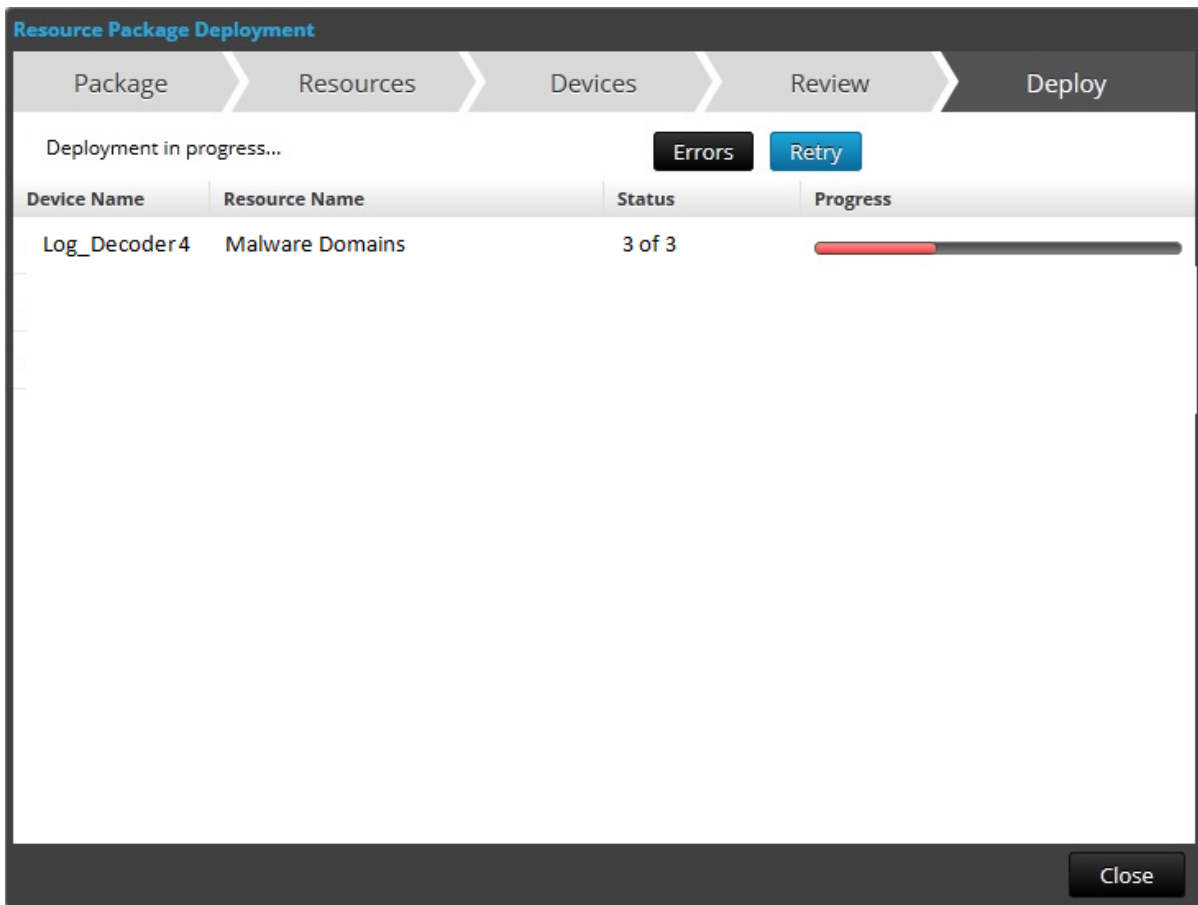 Resource Package Deployment
Package Resources Devices Review Deploy
Deployment in progress... Errors Retry
Device Name Resource Name Status Progress
Log_Decoder4 Malware Domains 3 of 3
Close